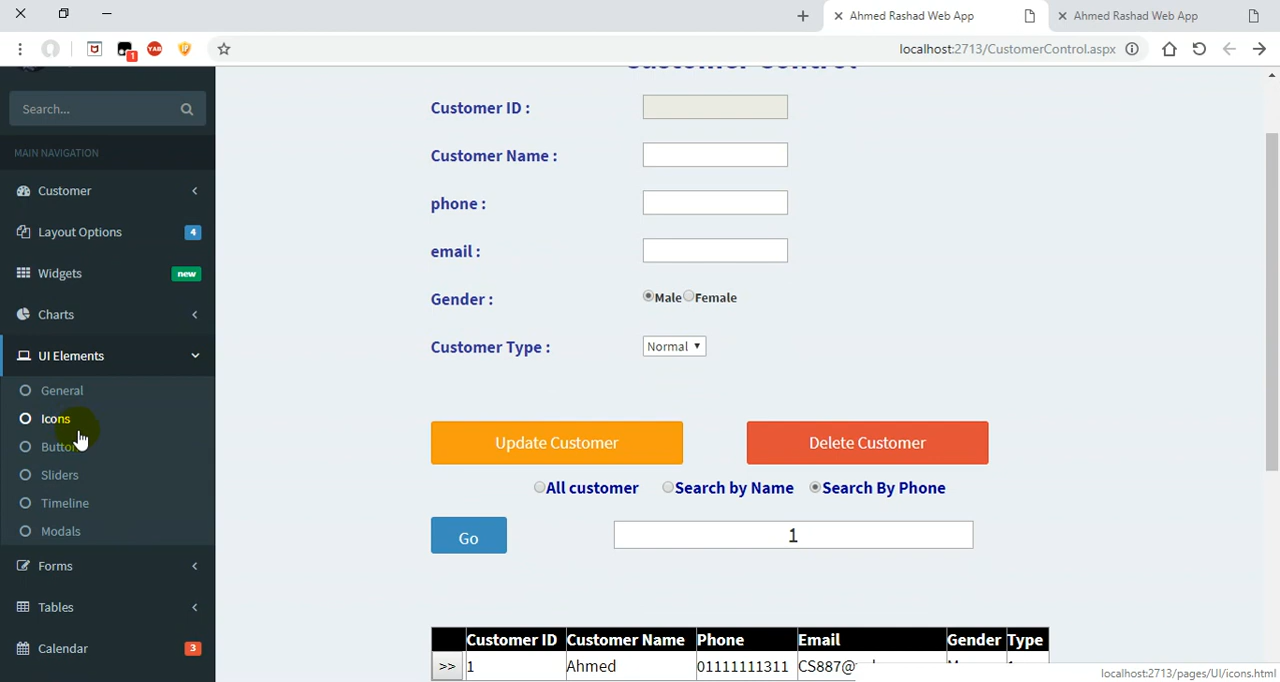 Ahmed Rashad Web App
Ahmed Rashad Web App
localhost:2713/CustomerControl.aspx
1
YAB
Search...
MAIN NAVIGATION
Customer
Layout Options 4
Widgets new
Charts
UI Elements
General
Icons
Sliders
Timeline
Modals
Forms
Tables
Calendar 3
Customer Control
Customer ID :
Customer Name :
phone :
email :
Gender : Male Female
Customer Type : Normal
Update Customer Delete Customer
All customer Search by Name Search By Phone
Go 1
Customer ID Customer Name Phone Email Gender Type
>> 1 Ahmed 01111111311
localhost:2713/pages/UI/icons.html